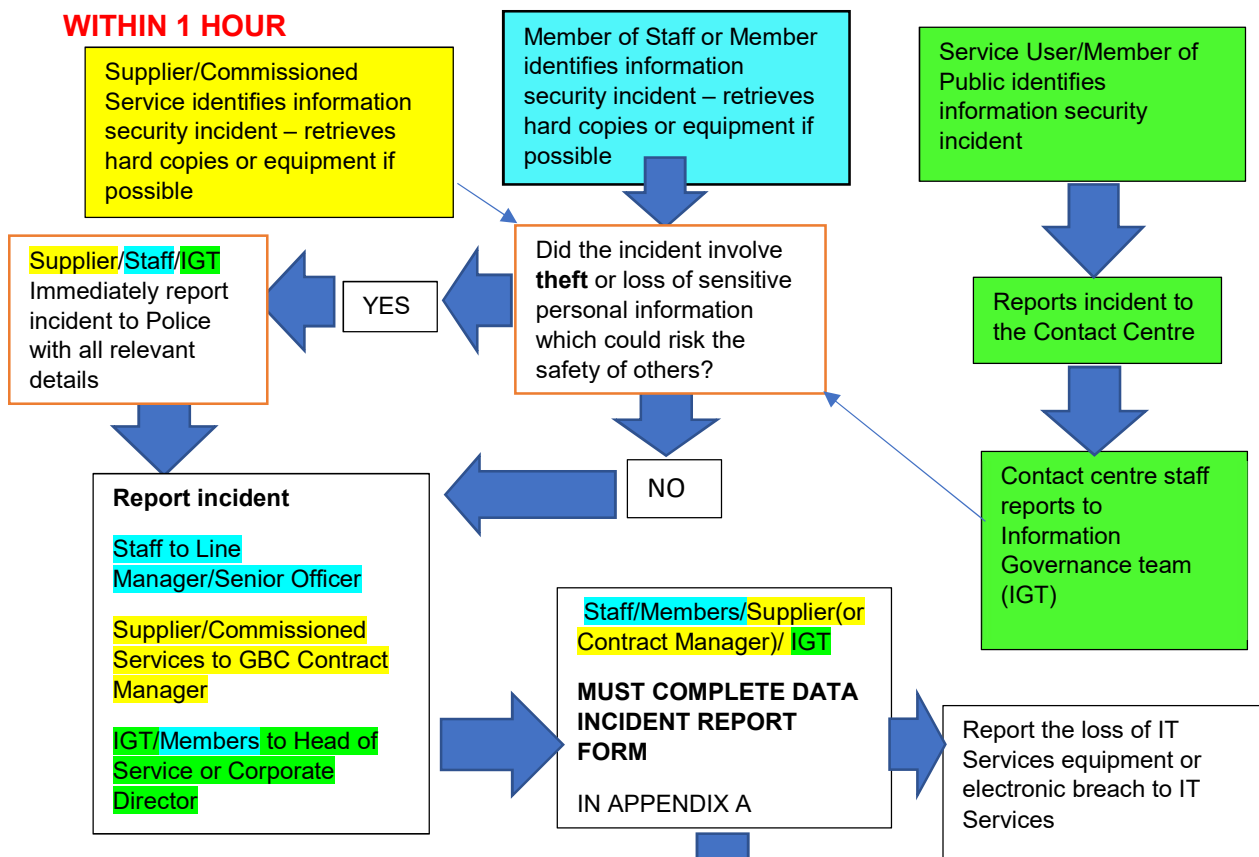 WITHIN 1 HOUR
Supplier/Commissioned
Service identifies information
security incident – retrieves
hard copies or equipment if
possible
Member of Staff or Member
identifies information
security incident – retrieves
hard copies or equipment if
possible
Service User/Member of
Public identifies
information security
incident
Supplier/Staff/IGT
Immediately report
incident to Police
with all relevant
details
YES
Did the incident involve
theft or loss of sensitive
personal information
which could risk the
safety of others?
Reports incident to
the Contact Centre
NO
Contact centre staff
reports to
Information
Governance team
(IGT)
Report incident
Staff to Line
Manager/Senior Officer
Supplier/Commissioned
Services to GBC Contract
Manager
IGT/Members to Head of
Service or Corporate
Director
Staff/Members/Supplier(or
Contract Manager)/ IGT
MUST COMPLETE DATA
INCIDENT REPORT
FORM
IN APPENDIX A
Report the loss of IT
Services equipment or
electronic breach to IT
Services